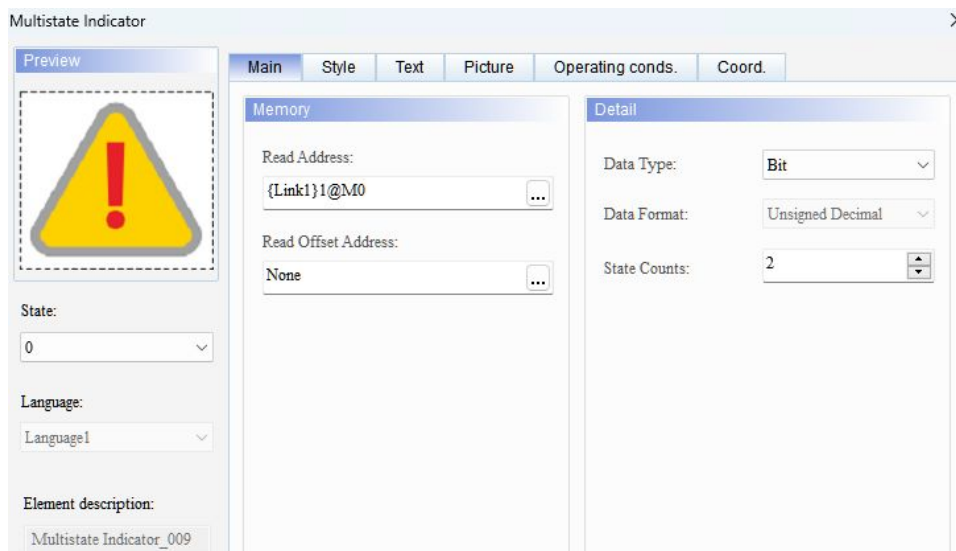 Multistate Indicator
Preview
Main Style Text Picture Operating conds. Coord.
Memory
Read Address:
{Link1}1@M0
...
Read Offset Address:
None
...
Detail
Data Type:
Bit
Data Format:
Unsigned Decimal
State Counts:
2
State:
0
Language:
Language1
Element description:
Multistate Indicator_009